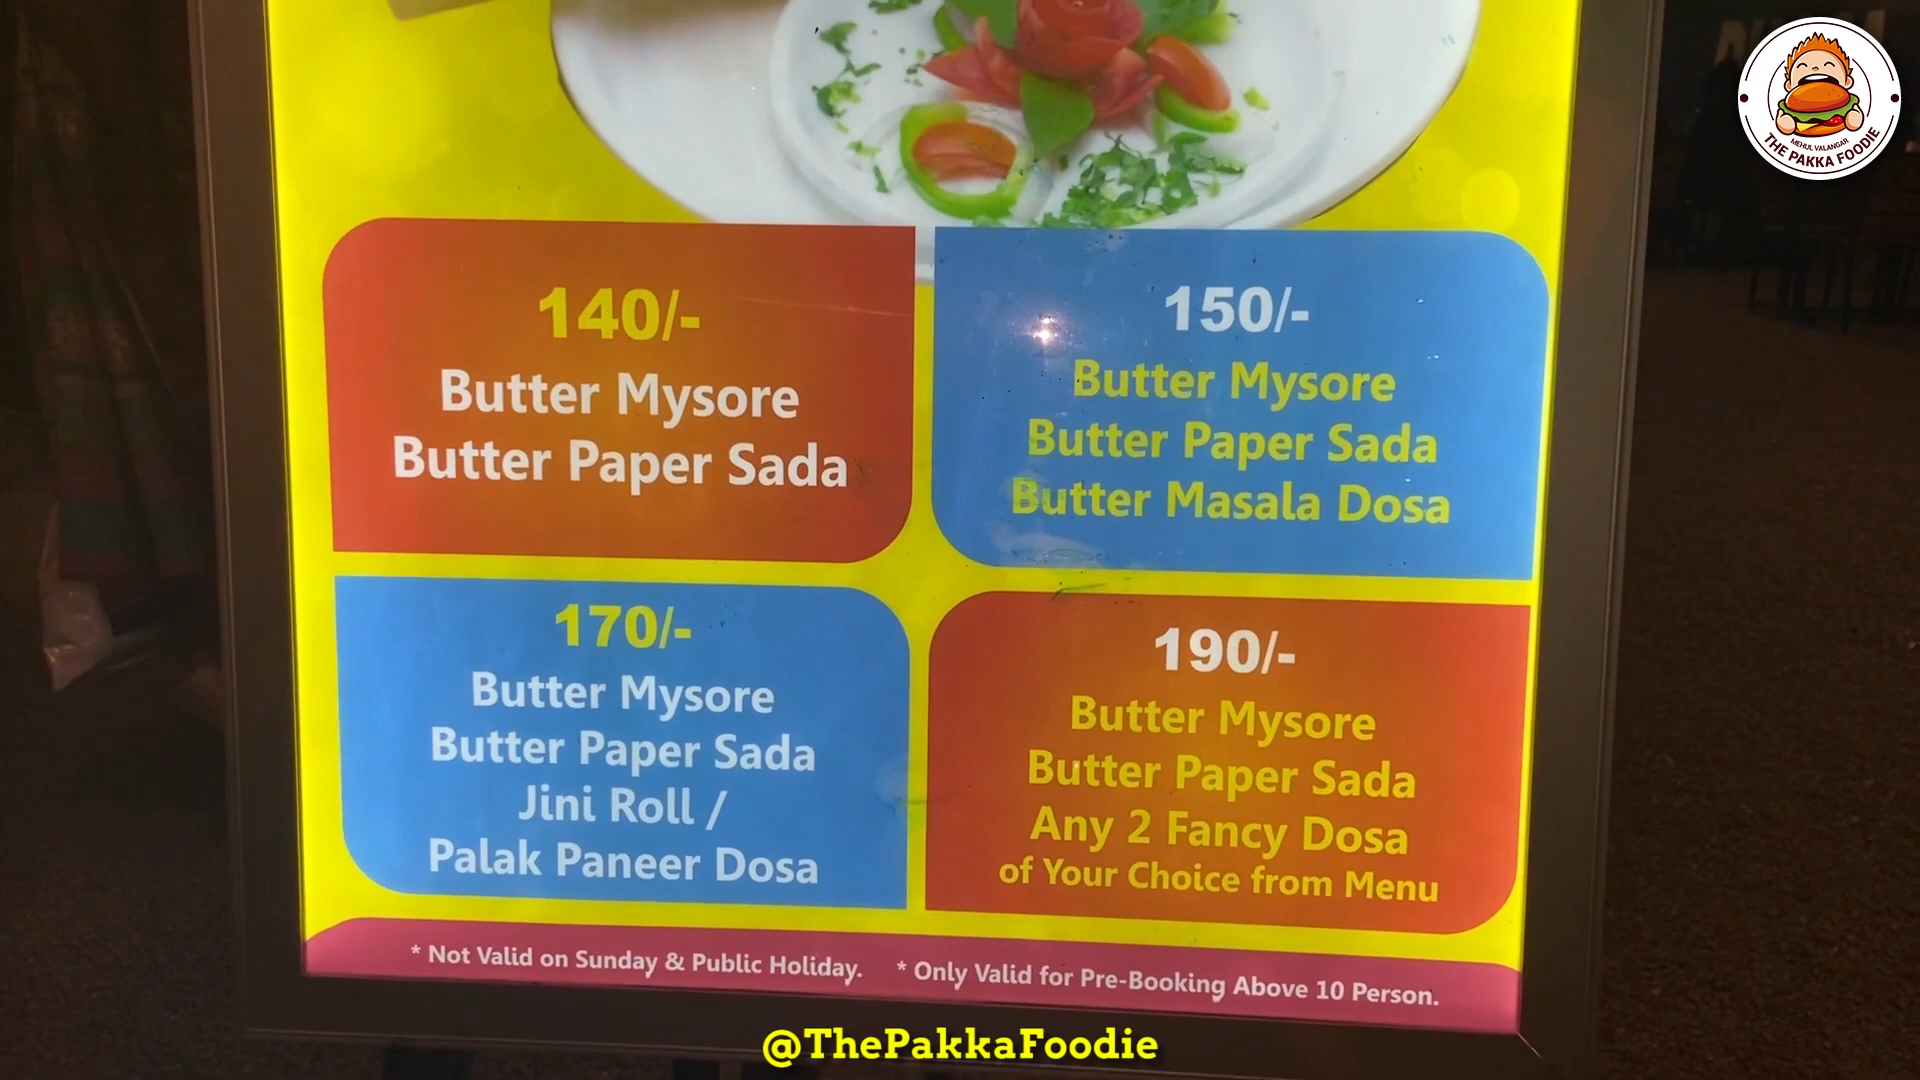 MEHUL VALANGAR
THE PAKKA FOODIE
140/-
Butter Mysore
Butter Paper Sada
150/-
Butter Mysore
Butter Paper Sada
Butter Masala Dosa
170/-
Butter Mysore
Butter Paper Sada
Jini Roll /
Palak Paneer Dosa
190/-
Butter Mysore
Butter Paper Sada
Any 2 Fancy Dosa
of Your Choice from Menu
* Not Valid on Sunday & Public Holiday. * Only Valid for Pre-Booking Above 10 Person.
@ThePakkaFoodie